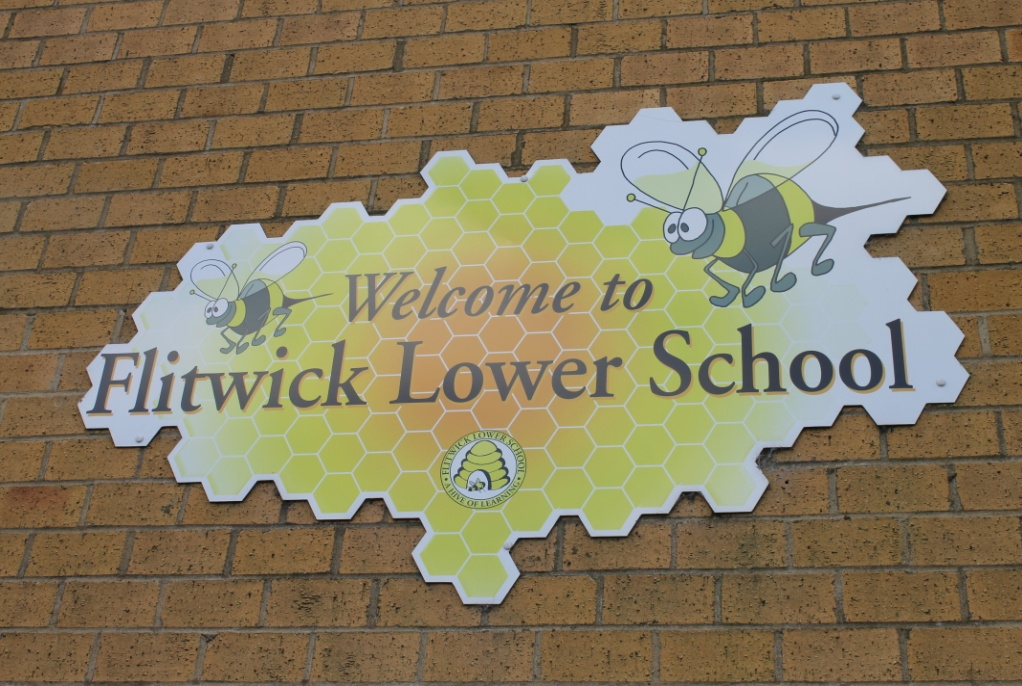 Welcome to
Flitwick Lower School
FLITWICK LOWER SCHOOL
A HIVE OF LEARNING